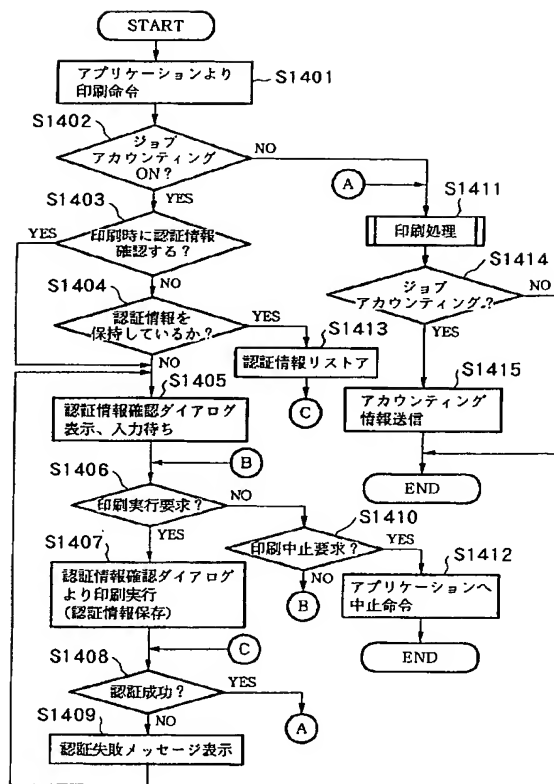 START
アプリケーションより
印刷命令
S1401
S1402
ジョブ
アカウンティング
ON?
NO
YES
A
S1403
印刷時に認証情報
確認する?
YES
NO
S1411
印刷処理
S1404
認証情報を
保持しているか?
YES
NO
S1413
認証情報リストア
C
S1414
ジョブ
アカウンティング?
NO
YES
S1415
アカウンティング
情報送信
END
S1405
認証情報確認ダイアログ
表示、入力待ち
B
S1406
印刷実行要求?
NO
YES
S1410
印刷中止要求?
YES
NO
B
S1412
アプリケーションへ
中止命令
END
S1407
認証情報確認ダイアログ
より印刷実行
(認証情報保存)
C
S1408
認証成功?
YES
NO
A
S1409
認証失敗メッセージ表示